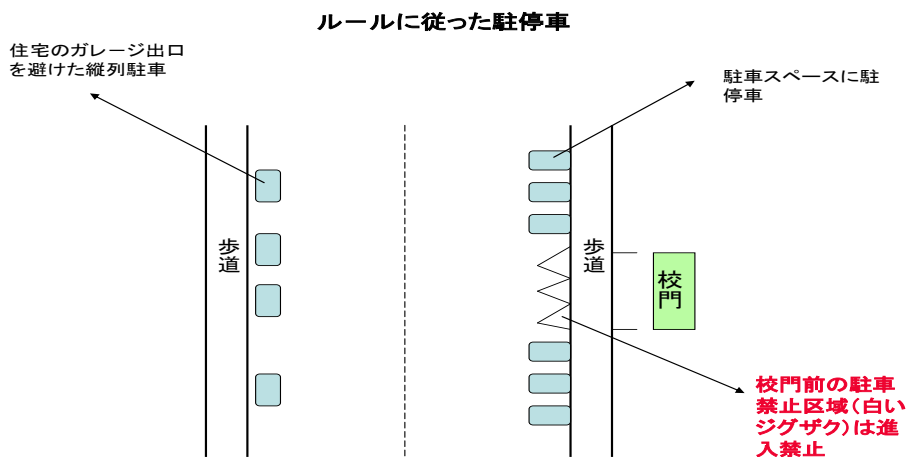 ルールに従った駐停車
住宅のガレージ出口
を避けた縦列駐車
駐車スペースに駐
停車
歩道
歩道
校門
校門前の駐車
禁止区域（白い
ジグザク）は進
入禁止